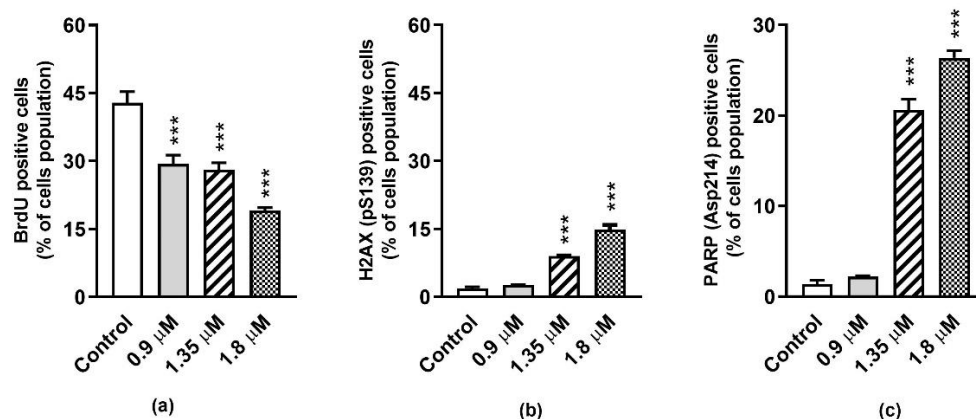 BrdU positive cells
(% of cells population)
60
45
30
15
0
***
***
***
Control
0.9 μM
1.35 μM
1.8 μM
(a)
H2AX (pS139) positive cells
(% of cells population)
60
45
30
15
0
***
***
Control
0.9 μM
1.35 μM
1.8 μM
(b)
PARP (Asp214) positive cells
(% of cells population)
30
20
10
0
***
***
Control
0.9 μM
1.35 μM
1.8 μM
(c)